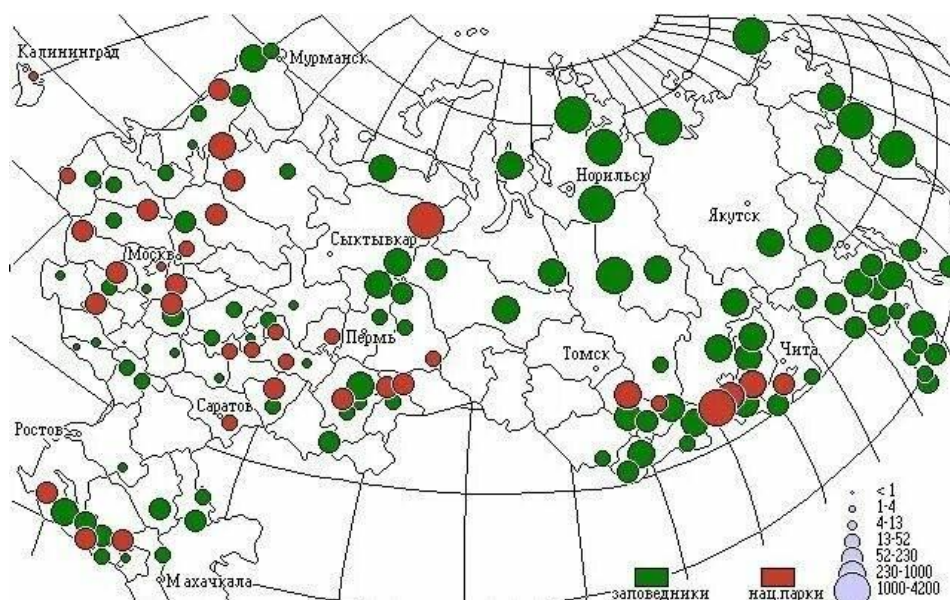 Калининград
Мурманск
Норильск
Якутск
Сыктывкар
Москва
Пермь
Томск
Чита
Саратов
Ростов
Махачкала
< 1
1-4
4-13
13-52
52-230
230-1000
1000-4200
заповедники
нац.парки